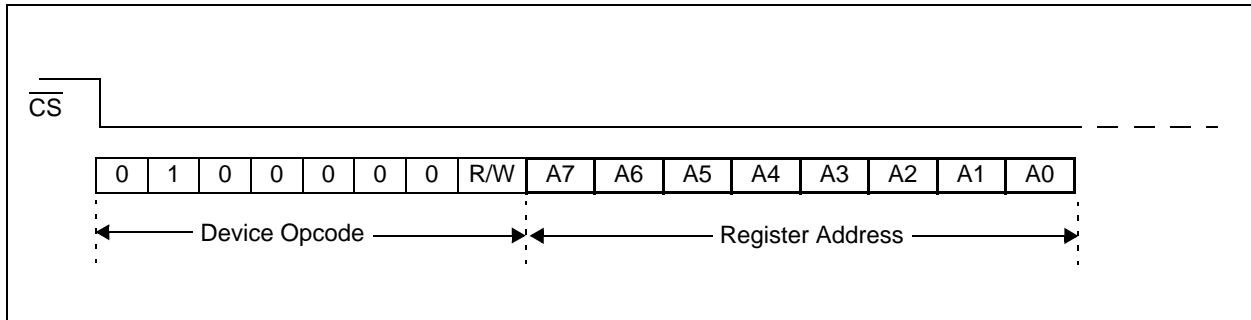 CS
0 1 0 0 0 0 0 R/W A7 A6 A5 A4 A3 A2 A1 A0
Device Opcode Register Address